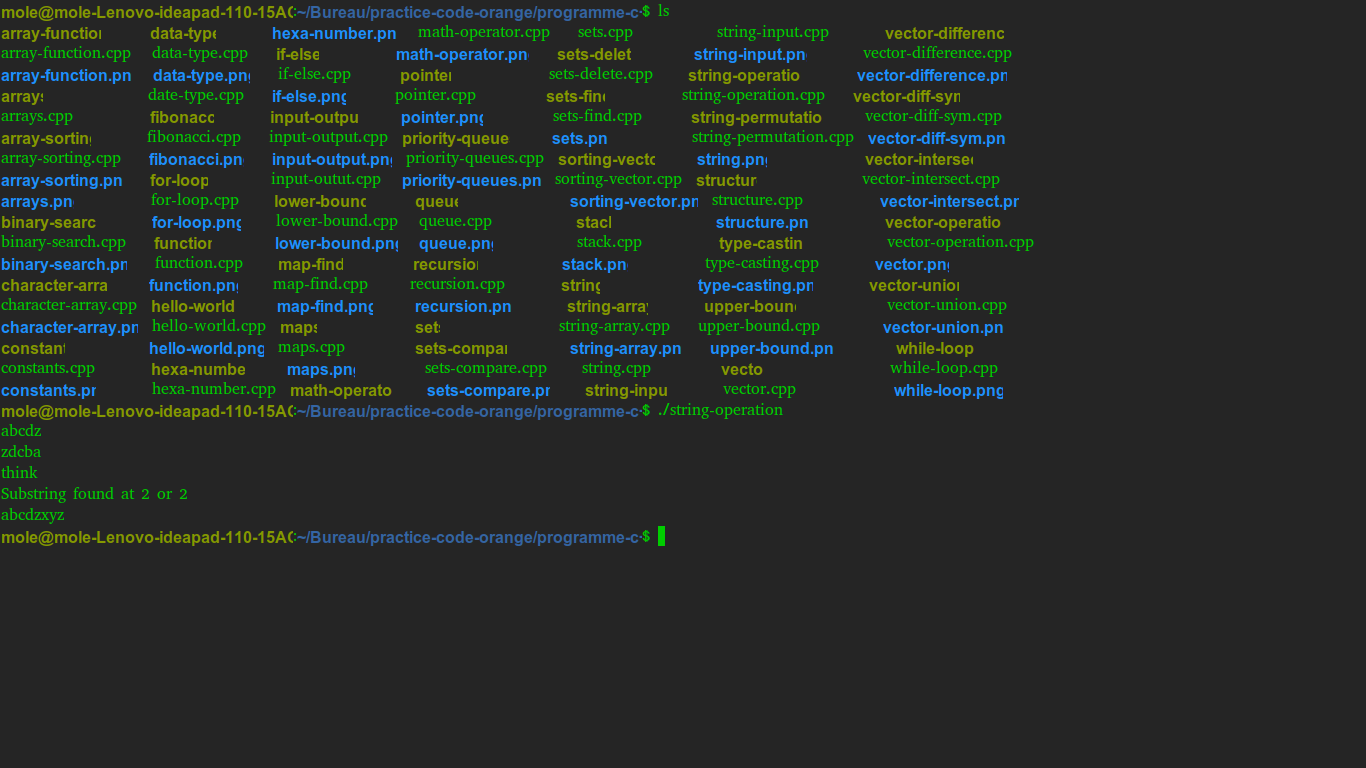 mole@mole-Lenovo-ideapad-110-15AC:~/Bureau/practice-code-orange/programme-c$ ls
array-function data-type hexa-number.pn math-operator.cpp sets.cpp string-input.cpp vector-differenc
array-function.cpp data-type.cpp if-else math-operator.pn sets-delet string-input.pn vector-difference.cpp
array-function.pn data-type.png if-else.cpp pointer sets-delete.cpp string-operatio vector-difference.pn
arrays date-type.cpp if-else.png pointer.cpp sets-find string-operation.cpp vector-diff-syn
arrays.cpp fibonacc input-outpu pointer.png sets-find.cpp string-permutatio vector-diff-sym.cpp
array-sorting fibonacci.cpp input-output.cpp priority-queue sets.pn string-permutation.cpp vector-diff-sym.pn
array-sorting.cpp fibonacci.pn input-output.png priority-queues.cpp sorting-vecto string.png vector-interse
array-sorting.pn for-loop input-outut.cpp priority-queues.pn sorting-vector.cpp structur vector-intersect.cpp
arrays.pn for-loop.cpp lower-bound queue sorting-vector.pn structure.cpp vector-intersect.pr
binary-searc for-loop.png lower-bound.cpp queue.cpp stack structure.pn vector-operatio
binary-search.cpp function lower-bound.png queue.png stack.cpp type-castin vector-operation.cpp
binary-search.pn function.cpp map-find recursio stack.pn type-casting.cpp vector.png
character-arra function.png map-find.cpp recursion.cpp string type-casting.pn vector-union
character-array.cpp hello-world map-find.png recursion.pn string-array upper-boun vector-union.cpp
character-array.pn hello-world.cpp maps sets string-array.cpp upper-bound.cpp vector-union.pn
constant hello-world.png maps.cpp sets-compar string-array.pn upper-bound.pn while-loop
constants.cpp hexa-numbe maps.png sets-compare.cpp string.cpp vecto while-loop.cpp
constants.pr hexa-number.cpp math-operato sets-compare.pr string-inpu vector.cpp while-loop.png
mole@mole-Lenovo-ideapad-110-15AC:~/Bureau/practice-code-orange/programme-c$ ./string-operation
abcdz
zdcba
think
Substring found at 2 or 2
abcdzxyz
mole@mole-Lenovo-ideapad-110-15AC:~/Bureau/practice-code-orange/programme-c$